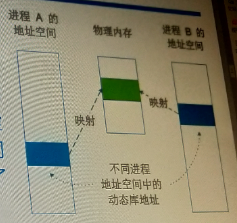 进程 A 的
地址空间
物理内存
进程 B 的
地址空间
映射
映射
不同进程
地址空间中的
动态库地址